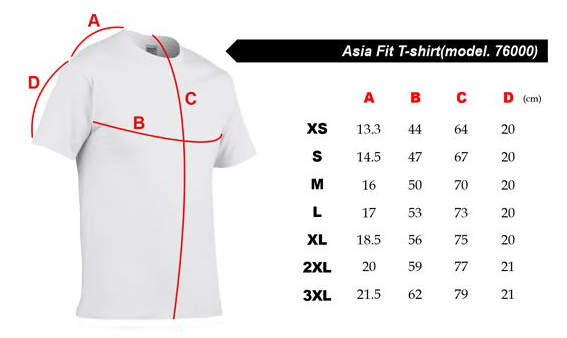 A
D
B
C
Asia Fit T-shirt(model. 76000)
A B C D (cm)
XS 13.3 44 64 20
S 14.5 47 67 20
M 16 50 70 20
L 17 53 73 20
XL 18.5 56 75 20
2XL 20 59 77 21
3XL 21.5 62 79 21